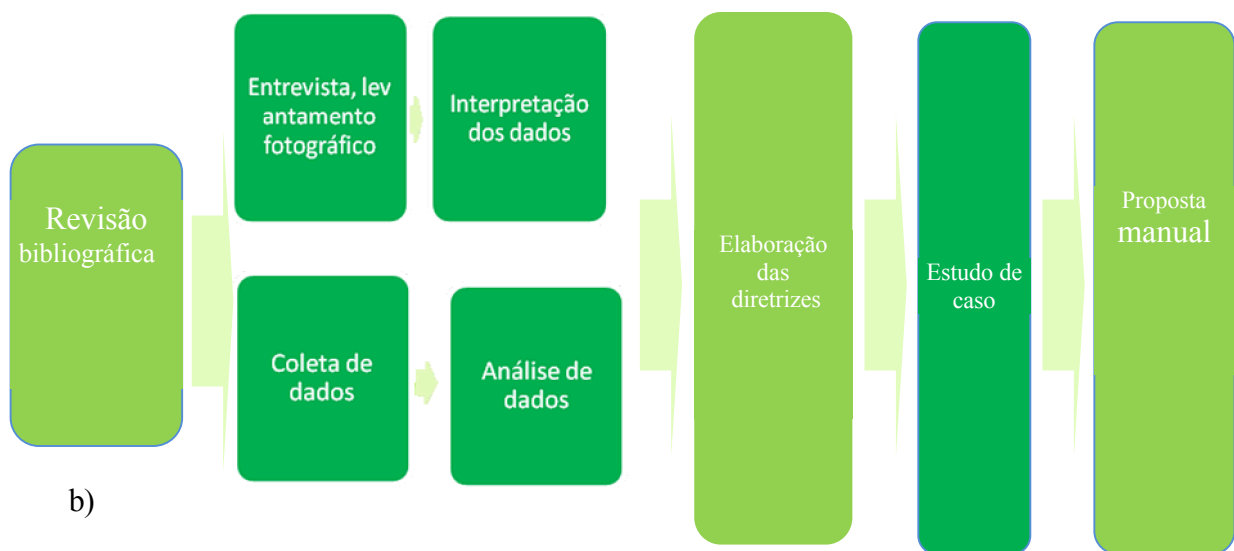 Revisão
bibliográfica
Entrevista, lev
antamento
fotográfico
Interpretação
dos dados
Coleta de
dados
Análise de
dados
Elaboração
das
diretrizes
Estudo de
caso
Proposta
manual
b)